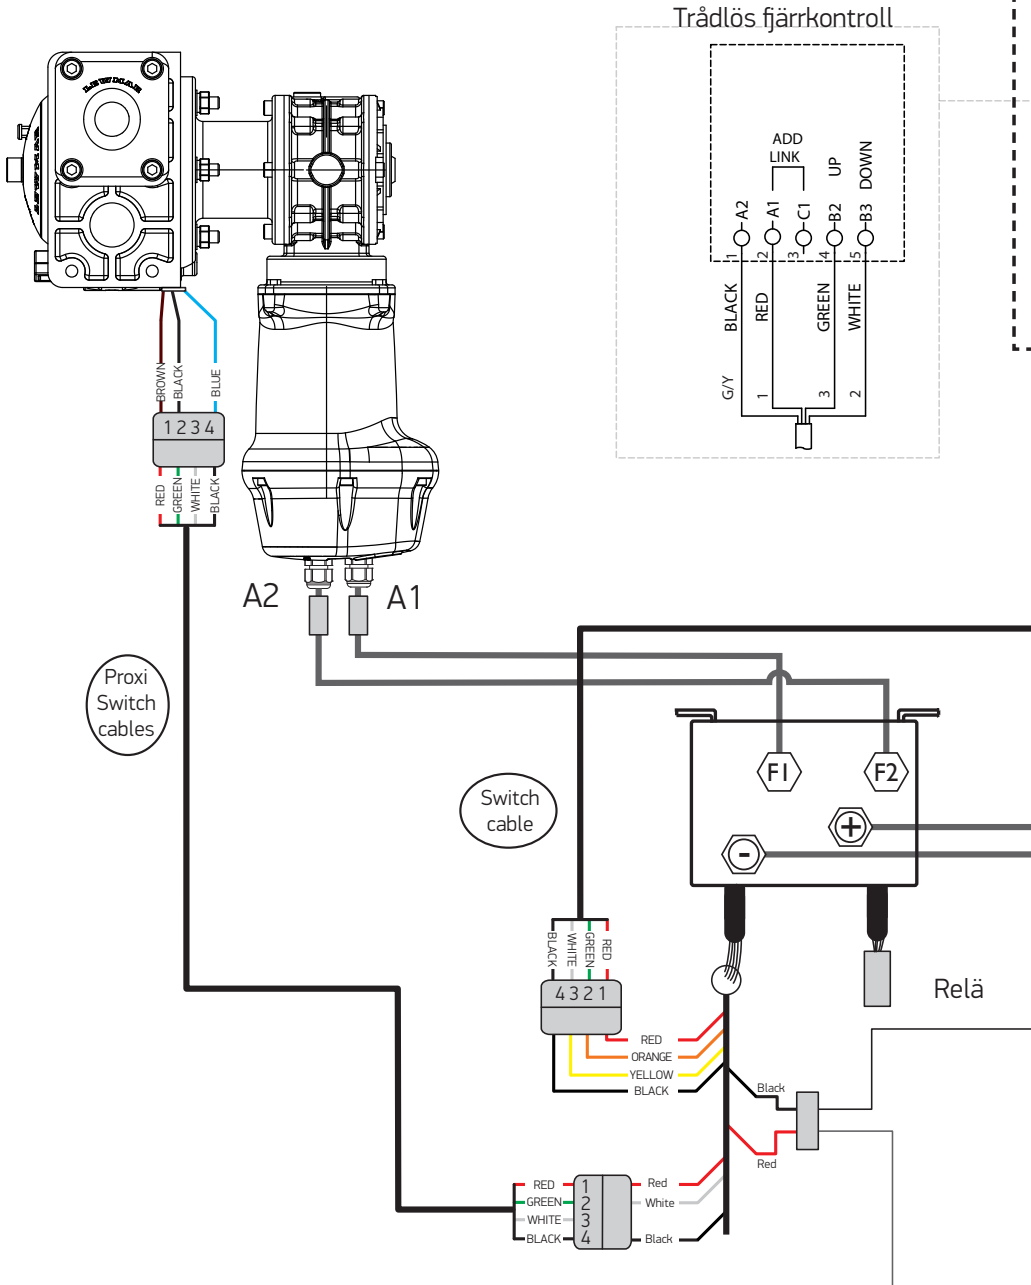 Trådlös fjärrkontroll
LEWMAR
ADD
LINK
UP
DOWN
A2
A1
C1
B2
B3
1
2
3
4
5
BLACK
RED
GREEN
WHITE
G/Y
1
3
2
BROWN
BLACK
BLUE
1 2 3 4
RED
GREEN
WHITE
BLACK
A2
A1
Proxi
Switch
cables
F1
F2
Switch
cable
+
-
BLACK
WHITE
GREEN
RED
4 3 2 1
Relä
RED
ORANGE
YELLOW
BLACK
Black
Red
RED 1 Red
GREEN 2 White
WHITE 3
BLACK 4 Black